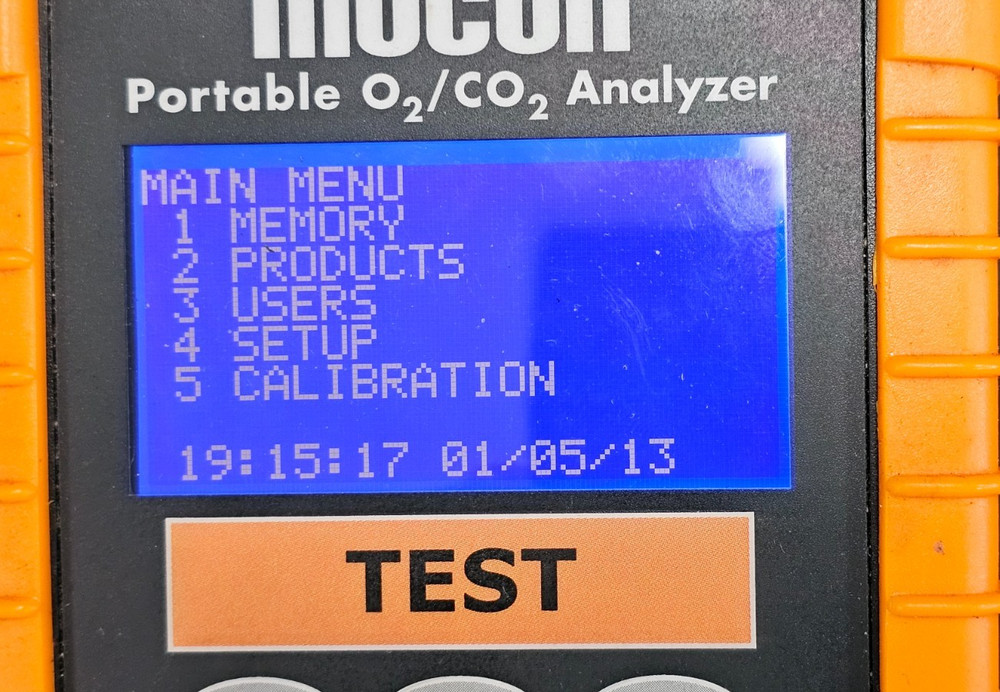 mocon
Portable O₂/CO₂ Analyzer
MAIN MENU
1 MEMORY
2 PRODUCTS
3 USERS
4 SETUP
5 CALIBRATION
19:15:17 01/05/13
TEST